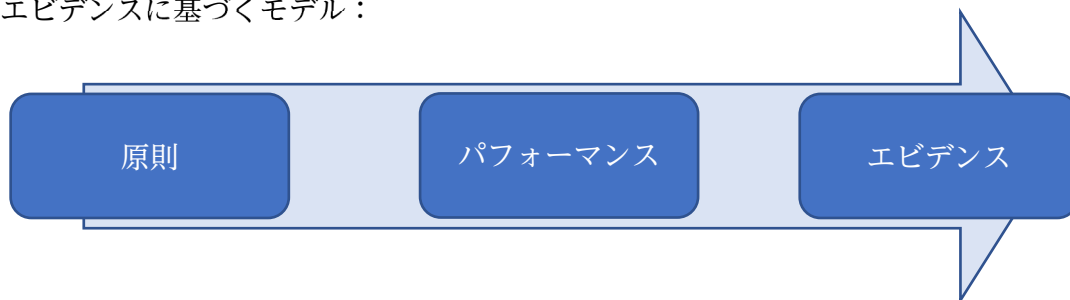 エビデンスに基づくモデル：
原則
パフォーマンス
エビデンス